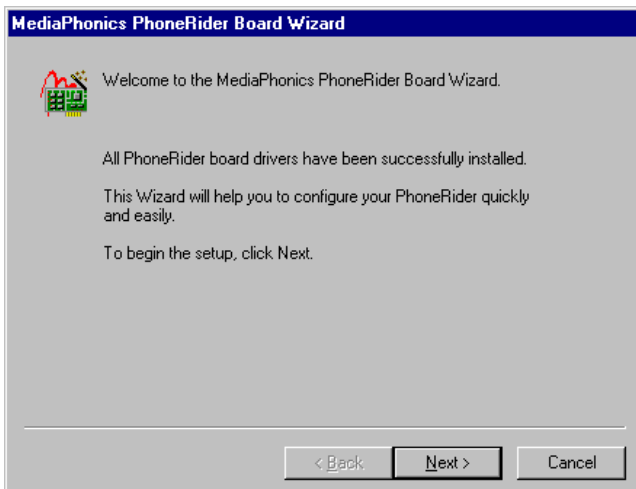 MediaPhonics PhoneRider Board Wizard
Welcome to the MediaPhonics PhoneRider Board Wizard.
All PhoneRider board drivers have been successfully installed.
This Wizard will help you to configure your PhoneRider quickly
and easily.
To begin the setup, click Next.
< Back
Next >
Cancel